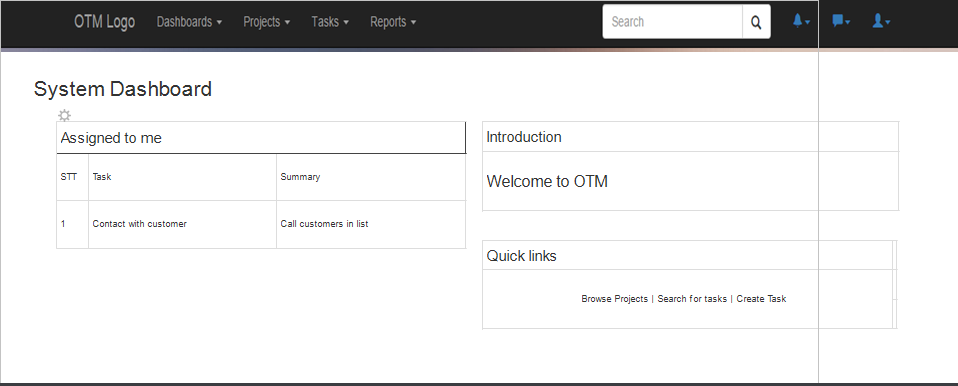 OTM Logo Dashboards Projects Tasks Reports Search
System Dashboard
Assigned to me
STT Task Summary
1 Contact with customer Call customers in list
Introduction
Welcome to OTM
Quick links
Browse Projects | Search for tasks | Create Task